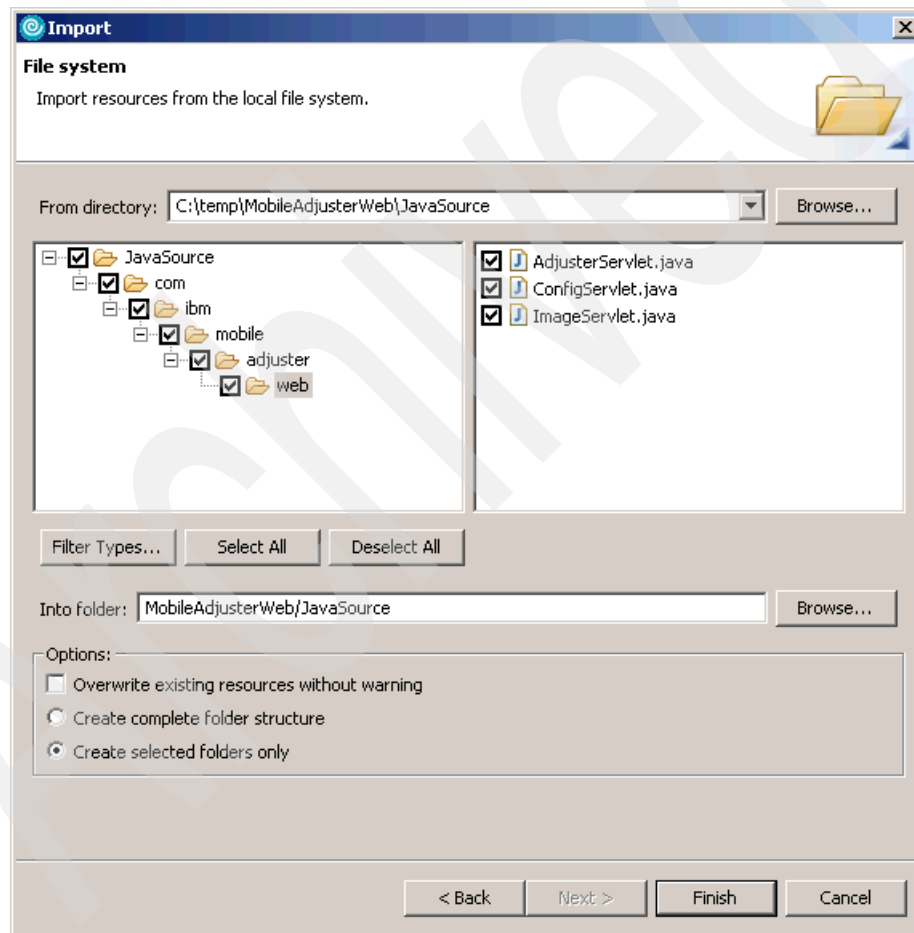 Import
File system
Import resources from the local file system.
From directory: C:\temp\MobileAdjusterWeb\JavaSource Browse...
JavaSource
com
ibm
mobile
adjuster
web
AdjusterServlet.java
ConfigServlet.java
ImageServlet.java
Filter Types... Select All Deselect All
Into folder: MobileAdjusterWeb/JavaSource Browse...
Options:
Overwrite existing resources without warning
Create complete folder structure
Create selected folders only
< Back Next > Finish Cancel